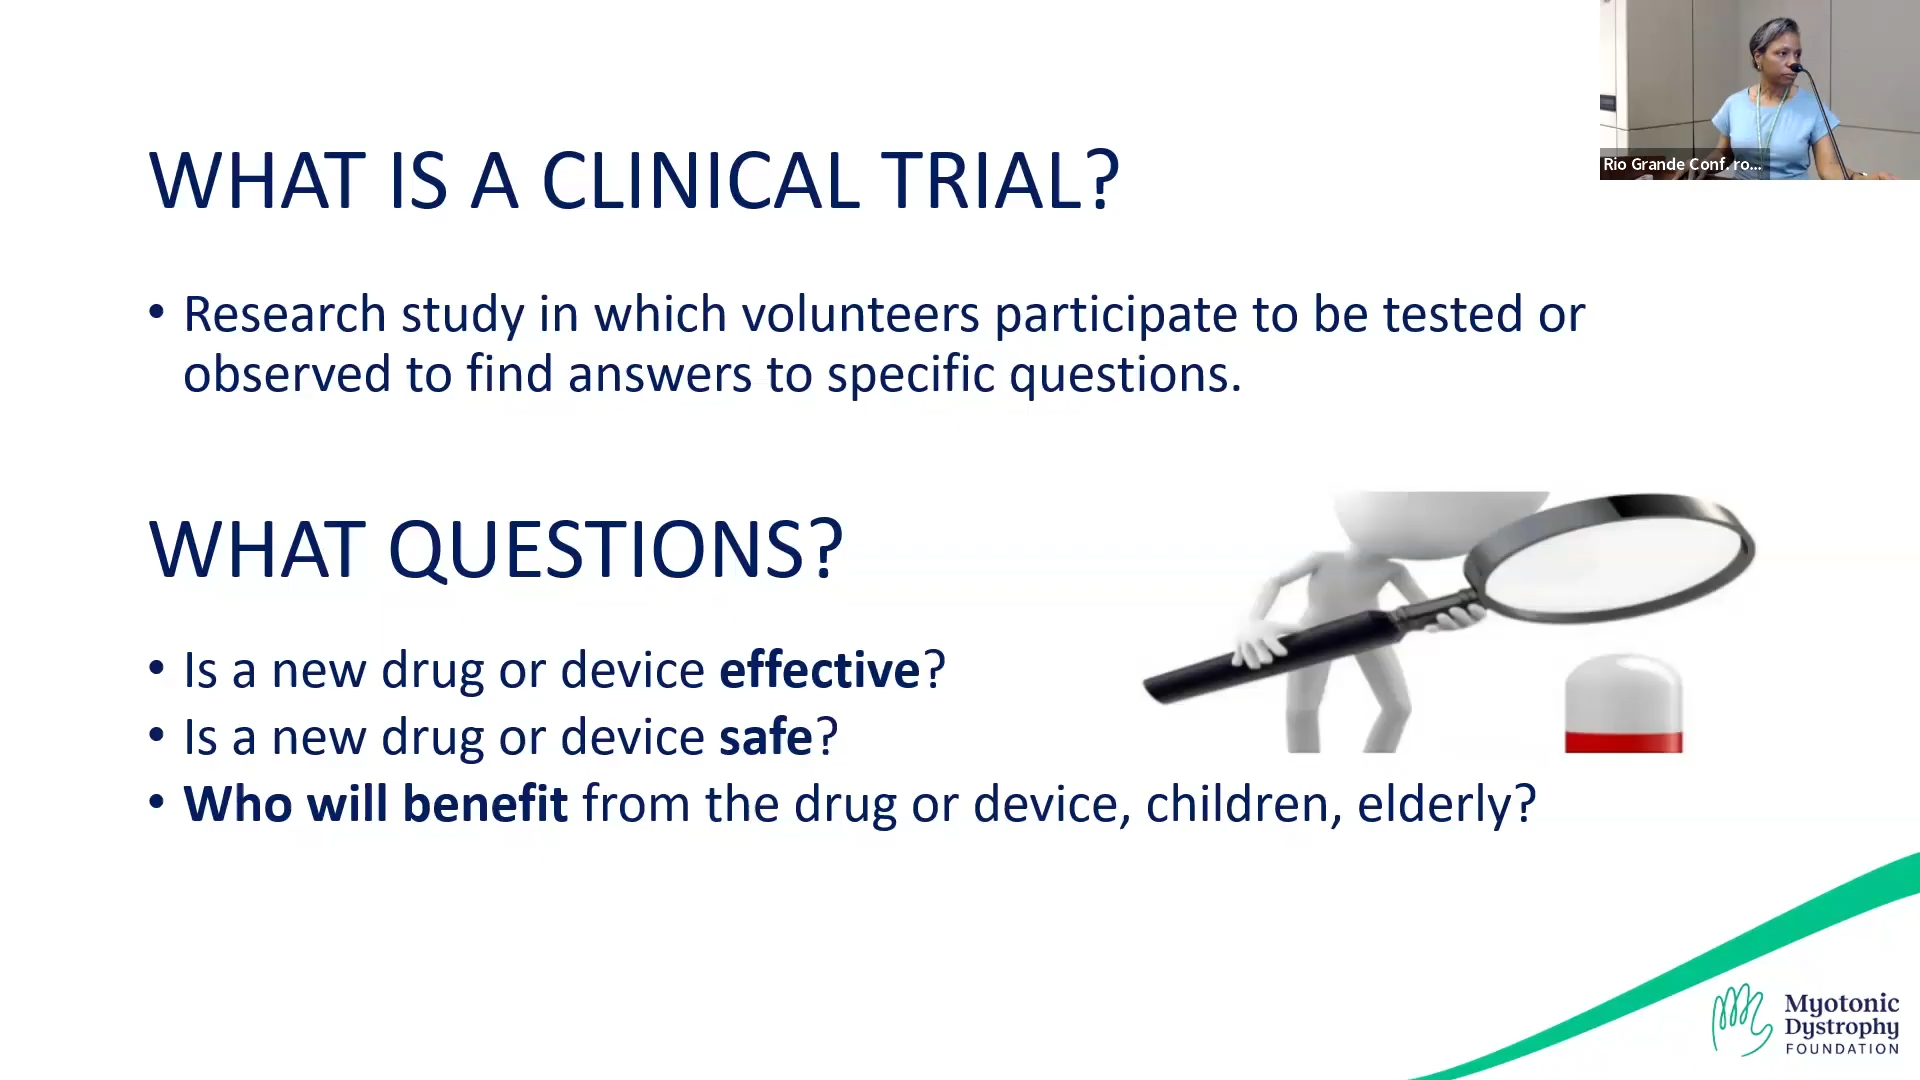 Rio Grande Conf. ro...
WHAT IS A CLINICAL TRIAL?
• Research study in which volunteers participate to be tested or
observed to find answers to specific questions.
WHAT QUESTIONS?
• Is a new drug or device effective?
• Is a new drug or device safe?
• Who will benefit from the drug or device, children, elderly?
Myotonic
Dystrophy
FOUNDATION